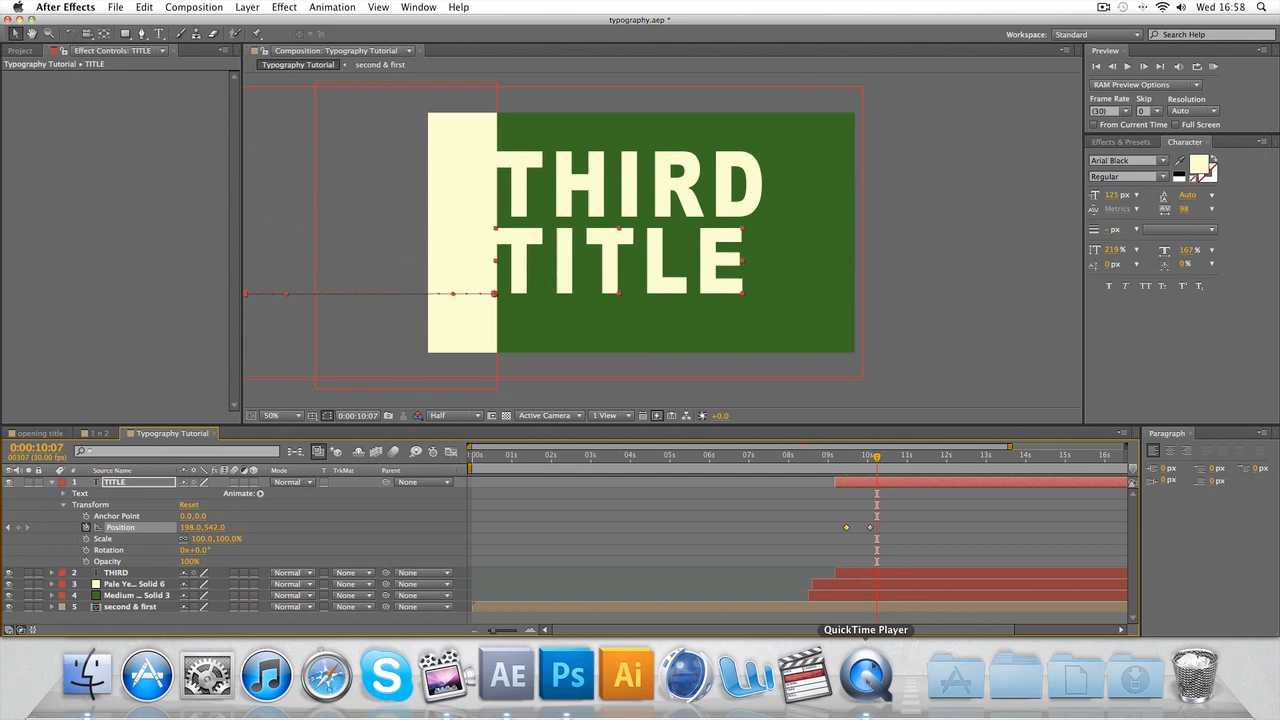 After Effects File Edit Composition Layer Effect Animation View Window Help Wed 16:58
typography.aep *
Workspace: Standard Search Help
Project Effect Controls: TITLE Composition: Typography Tutorial Preview
Typography Tutorial • TITLE Typography Tutorial second & first
RAM Preview Options
Frame Rate Skip Resolution
(30) 0 Auto
From Current Time Full Screen
Effects & Presets Character
Arial Black
Regular
125 px Auto
Metrics 98
- px
219% 167%
0 px 0%
T T TT Tr T' T,
THIRD
TITLE
50% 0:00:10:07 Half Active Camera 1 View +0.0
opening title 1 n 2 Typography Tutorial Paragraph
0:00:10:07
00307 (30.00 fps)
:00s 01s 02s 03s 04s 05s 06s 07s 08s 09s 10s 11s 12s 13s 14s 15s 16s
# Source Name Mode T TrkMat Parent
1 T TITLE Normal None
Text Animate:
Transform Reset
Anchor Point 0.0,0.0
Position 198.0,542.0
Scale 100.0,100.0%
Rotation 0x+0.0°
Opacity 100%
2 T THIRD Normal None None
3 Pale Ye... Solid 6 Normal None None
4 Medium ... Solid 3 Normal None None
5 second & first Normal None None
0 px 0 px 0 px
0 px 0 px
QuickTime Player
AE Ps Ai